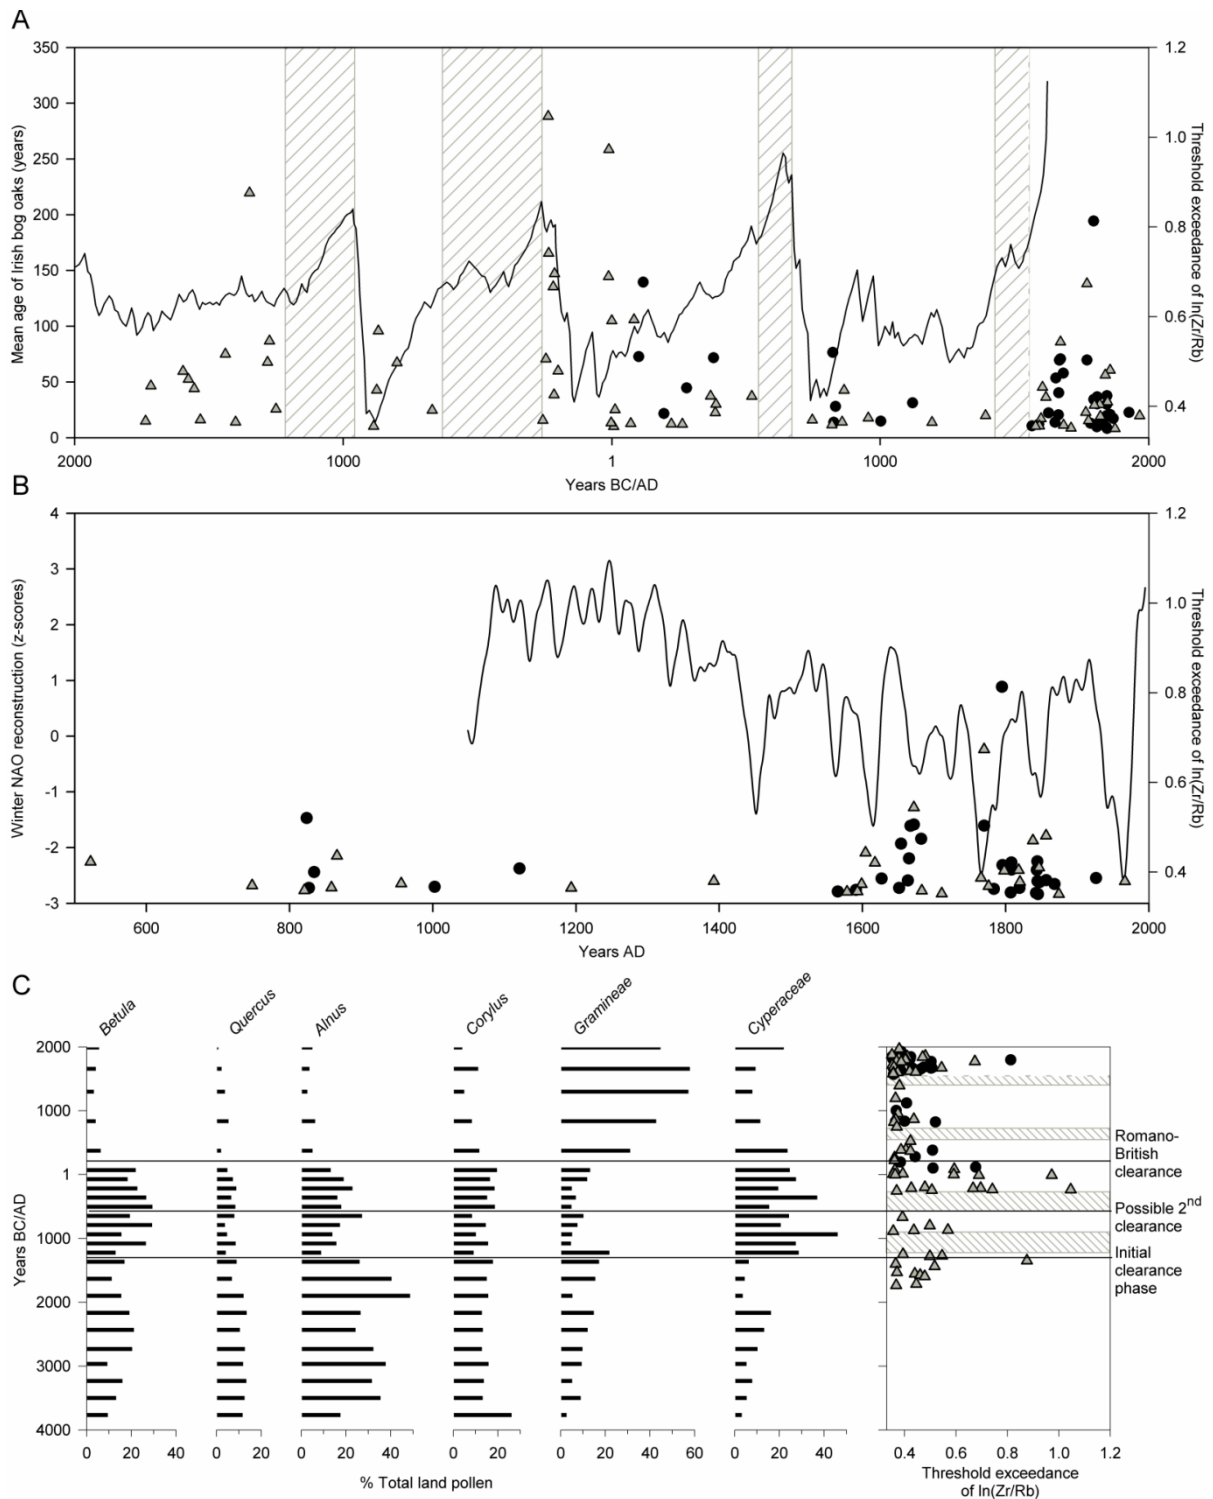 A
350
300
250
200
150
100
50
0
Mean age of Irish bog oaks (years)
1.2
1.0
0.8
0.6
0.4
Threshold exceedance of ln(Zr/Rb)
2000 1000 1 1000 2000
Years BC/AD
B
4
3
2
1
0
-1
-2
-3
Winter NAO reconstruction (z-scores)
1.2
1.0
0.8
0.6
0.4
Threshold exceedance of ln(Zr/Rb)
600 800 1000 1200 1400 1600 1800 2000
Years AD
C
Betula Quercus Alnus Corylus Gramineae Cyperaceae
2000
1000
1
1000
2000
3000
4000
Years BC/AD
Romano-
British
clearance
Possible 2nd
clearance
Initial
clearance
phase
0 20 40 0 20 0 20 40 0 20 0 20 40 60 0 20 40 0.4 0.6 0.8 1.0 1.2
% Total land pollen
Threshold exceedance
of ln(Zr/Rb)